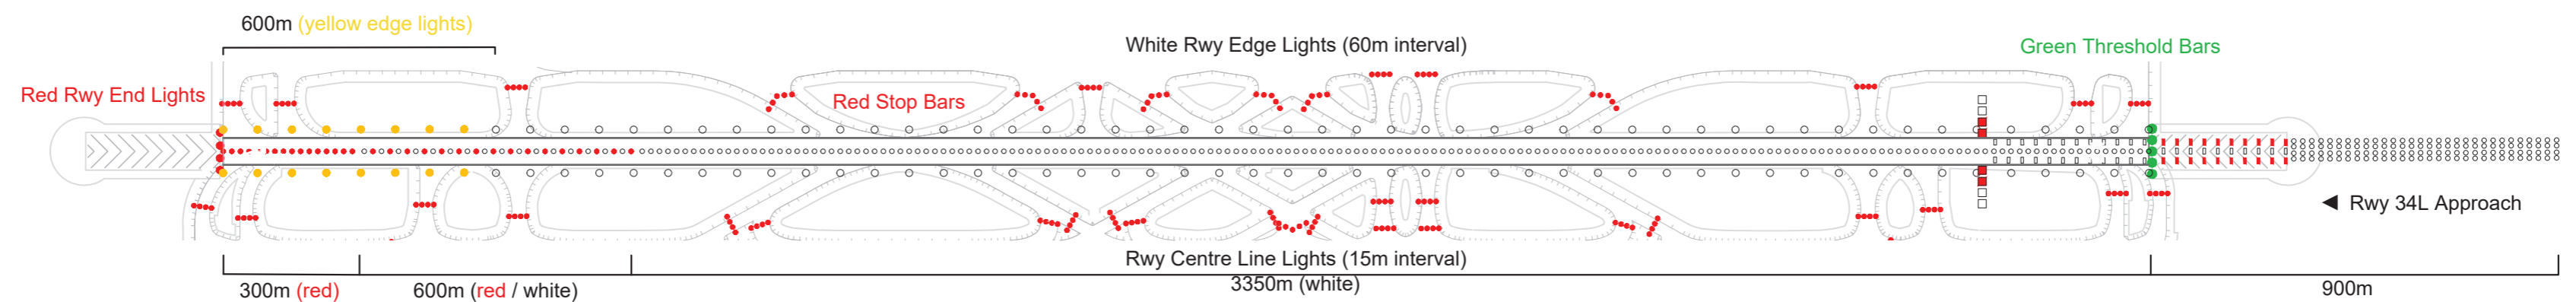 600m (yellow edge lights)
White Rwy Edge Lights (60m interval)
Green Threshold Bars
Red Rwy End Lights
Red Stop Bars
◄ Rwy 34L Approach
Rwy Centre Line Lights (15m interval)
300m (red)
600m (red / white)
3350m (white)
900m